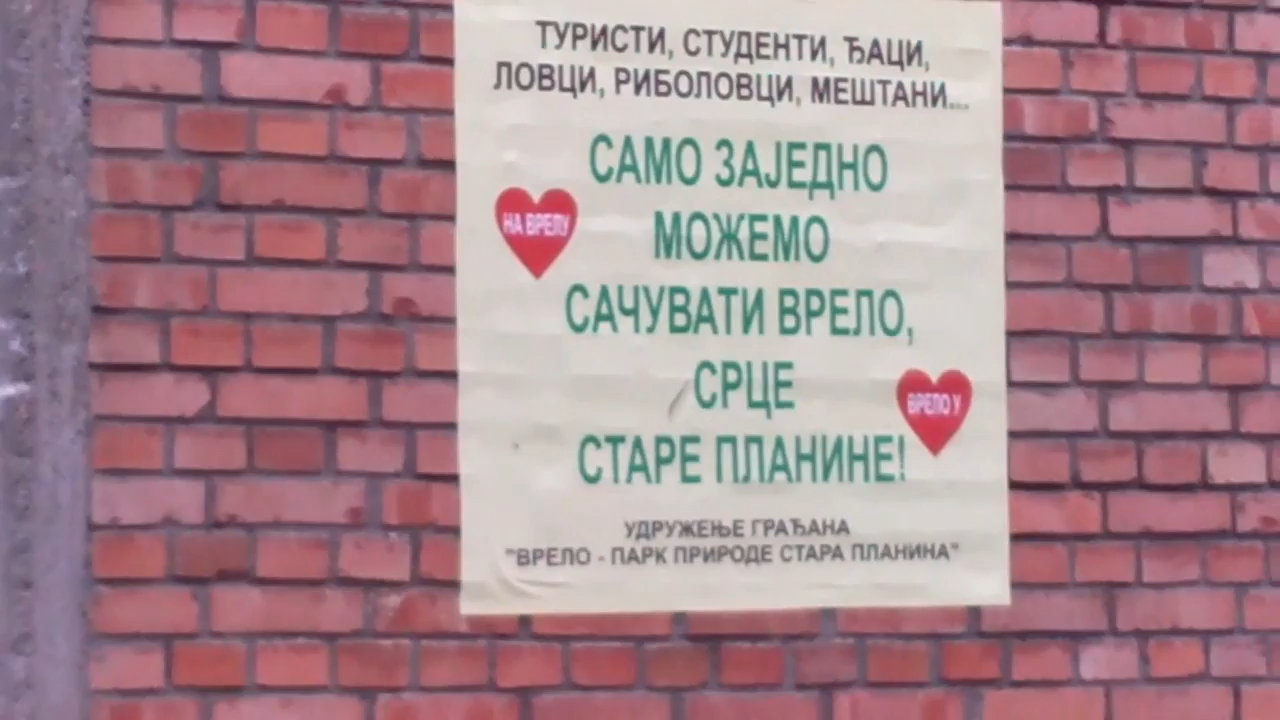 ТУРИСТИ, СТУДЕНТИ, ЂАЦИ,
ЛОВЦИ, РИБОЛОВЦИ, МЕШТАНИ...
САМО ЗАЈЕДНО
НА ВРЕЛУ
МОЖЕМО
САЧУВАТИ ВРЕЛО,
СРЦЕ
ВРЕЛО У
СТАРЕ ПЛАНИНЕ!
УДРУЖЕЊЕ ГРАЂАНА
"ВРЕЛО - ПАРК ПРИРОДЕ СТАРА ПЛАНИНА"